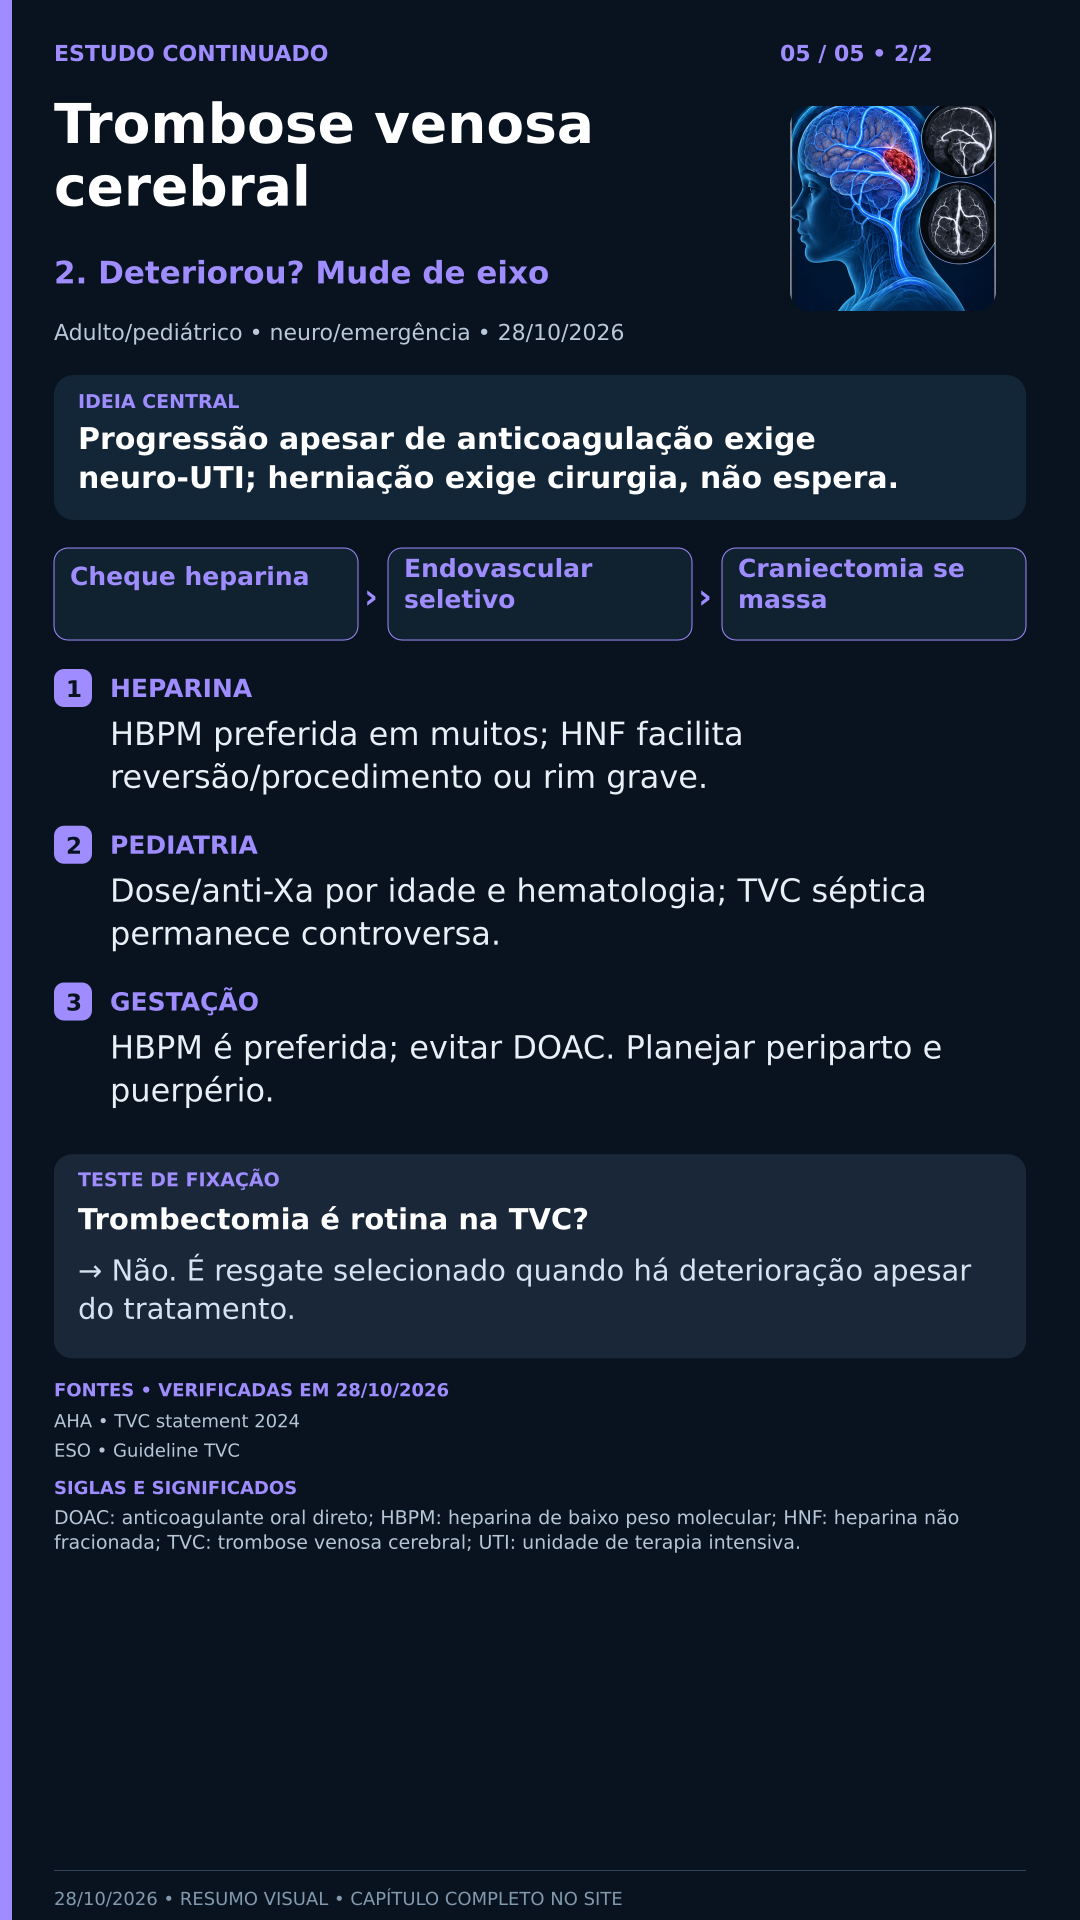 ESTUDO CONTINUADO
05 / 05 • 2/2
Trombose venosa
cerebral
2. Deteriorou? Mude de eixo
Adulto/pediátrico • neuro/emergência • 28/10/2026
IDEIA CENTRAL
Progressão apesar de anticoagulação exige
neuro-UTI; herniação exige cirurgia, não espera.
Cheque heparina
›
Endovascular
seletivo
›
Craniectomia se
massa
1 HEPARINA
HBPM preferida em muitos; HNF facilita
reversão/procedimento ou rim grave.
2 PEDIATRIA
Dose/anti-Xa por idade e hematologia; TVC séptica
permanece controversa.
3 GESTAÇÃO
HBPM é preferida; evitar DOAC. Planejar periparto e
puerpério.
TESTE DE FIXAÇÃO
Trombectomia é rotina na TVC?
→ Não. É resgate selecionado quando há deterioração apesar
do tratamento.
FONTES • VERIFICADAS EM 28/10/2026
AHA • TVC statement 2024
ESO • Guideline TVC
SIGLAS E SIGNIFICADOS
DOAC: anticoagulante oral direto; HBPM: heparina de baixo peso molecular; HNF: heparina não
fracionada; TVC: trombose venosa cerebral; UTI: unidade de terapia intensiva.
28/10/2026 • RESUMO VISUAL • CAPÍTULO COMPLETO NO SITE